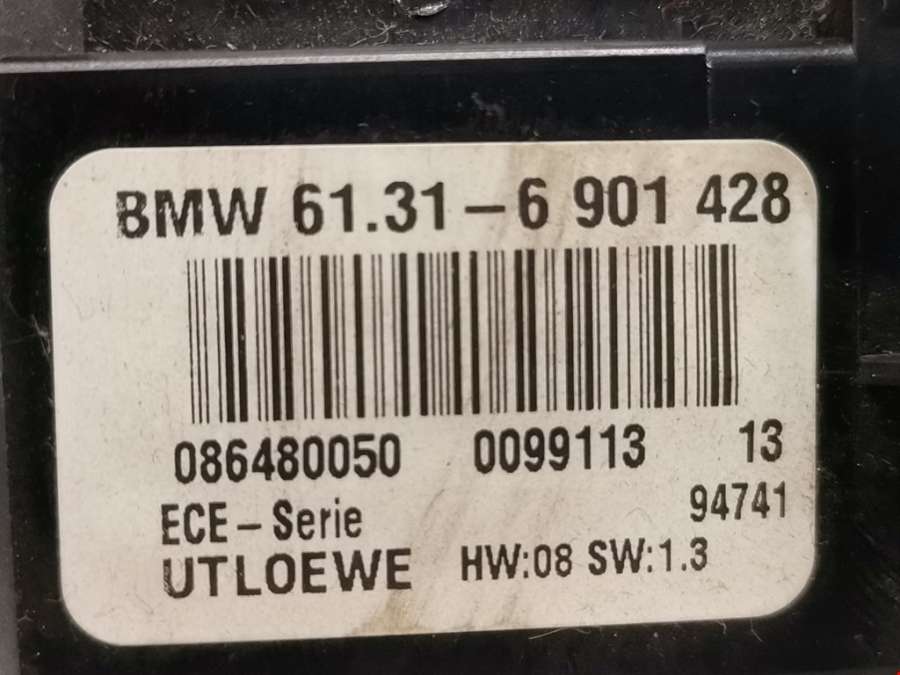 BMW 61.31-6 901 428
086480050 0099113 13
ECE-Serie 94741
UTLOEWE HW:08 SW:1.3